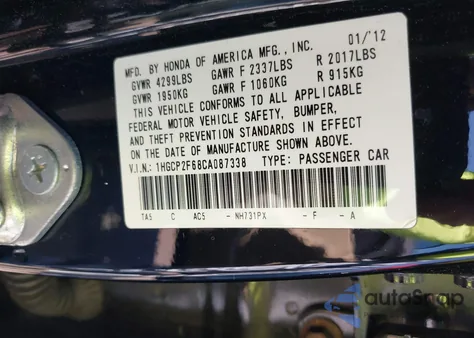 MFD. BY HONDA OF AMERICA MFG., INC. 01/'12
GVWR 4299LBS GAWR F 2337LBS R 2017LBS
GVWR 1950KG GAWR F 1060KG R 915KG
THIS VEHICLE CONFORMS TO ALL APPLICABLE
FEDERAL MOTOR VEHICLE SAFETY, BUMPER,
AND THEFT PREVENTION STANDARDS IN EFFECT
ON THE DATE OF MANUFACTURE SHOWN ABOVE.
V.I.N.: 1HGCP2F68CA087338 TYPE: PASSENGER CAR
TA5 C AC5 - NH731PX - F - A
autoSnap